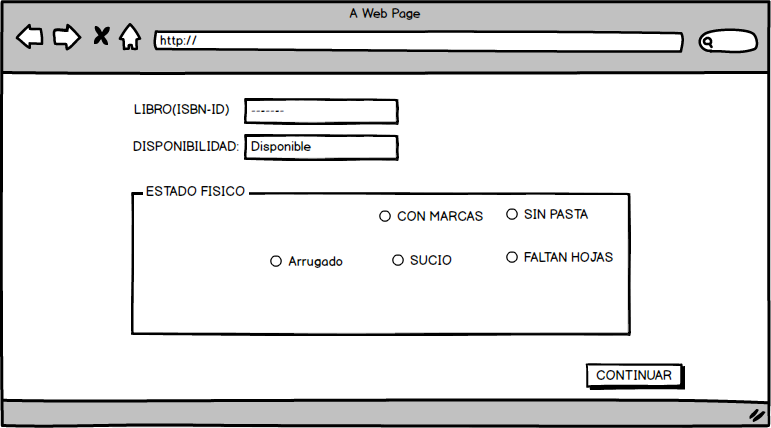 A Web Page
http://
LIBRO(ISBN-ID) -------
DISPONIBILIDAD: Disponible
ESTADO FISICO
CON MARCAS SIN PASTA
Arrugado SUCIO FALTAN HOJAS
CONTINUAR